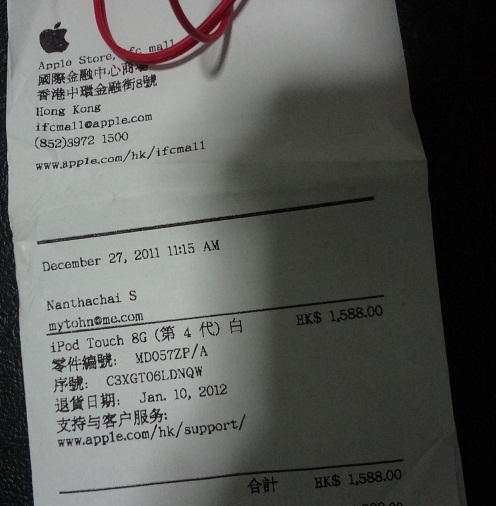 Apple Store, ifc mall
國際金融中心商場
香港中環金融街8號
Hong Kong
ifcmall@apple.com
(852)3972 1500
www.apple.com/hk/ifcmall
December 27, 2011 11:15 AM
Nanthachai S
mytohn@me.com
iPod Touch 8G (第 4 代) 白 HK$ 1,588.00
零件編號: MD057ZP/A
序號: C3XGT06LDNQW
退貨日期: Jan. 10, 2012
支持与客户服务:
www.apple.com/hk/support/
合計 HK$ 1,588.00